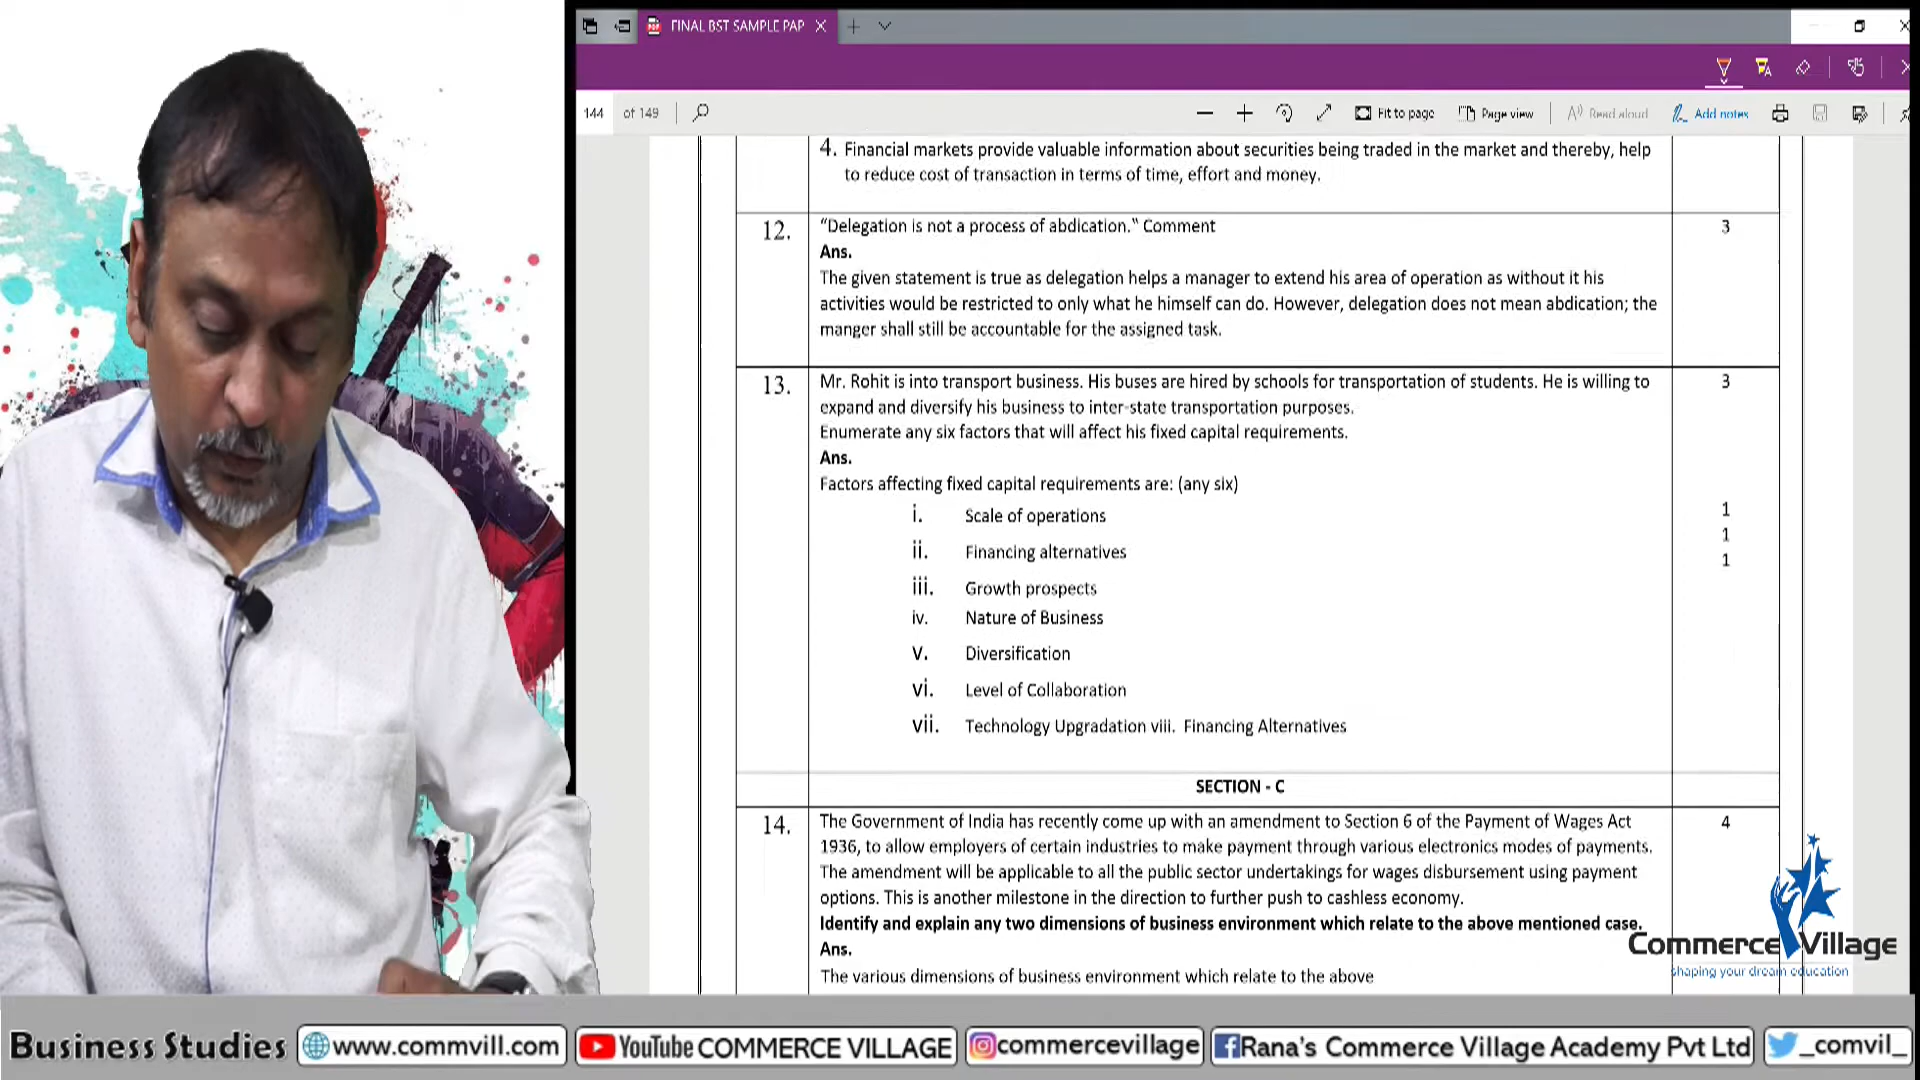 FINAL BST SAMPLE PAP
144 of 149
Fit to page
Page view
Read aloud
Add notes
4. Financial markets provide valuable information about securities being traded in the market and thereby, help
to reduce cost of transaction in terms of time, effort and money.
12. "Delegation is not a process of abdication." Comment 3
Ans.
The given statement is true as delegation helps a manager to extend his area of operation as without it his
activities would be restricted to only what he himself can do. However, delegation does not mean abdication; the
manger shall still be accountable for the assigned task.
13. Mr. Rohit is into transport business. His buses are hired by schools for transportation of students. He is willing to 3
expand and diversify his business to inter-state transportation purposes.
Enumerate any six factors that will affect his fixed capital requirements.
Ans.
Factors affecting fixed capital requirements are: (any six)
i. Scale of operations 1
1
ii. Financing alternatives 1
iii. Growth prospects
iv. Nature of Business
v. Diversification
vi. Level of Collaboration
vii. Technology Upgradation viii. Financing Alternatives
SECTION - C
14. The Government of India has recently come up with an amendment to Section 6 of the Payment of Wages Act 4
1936, to allow employers of certain industries to make payment through various electronics modes of payments.
The amendment will be applicable to all the public sector undertakings for wages disbursement using payment
options. This is another milestone in the direction to further push to cashless economy.
Identify and explain any two dimensions of business environment which relate to the above mentioned case.
Ans.
The various dimensions of business environment which relate to the above
Commerce Village
shaping your dream education
Business Studies
www.commvill.com
YouTube COMMERCE VILLAGE
commercevillage
Rana's Commerce Village Academy Pvt Ltd
_comvil_